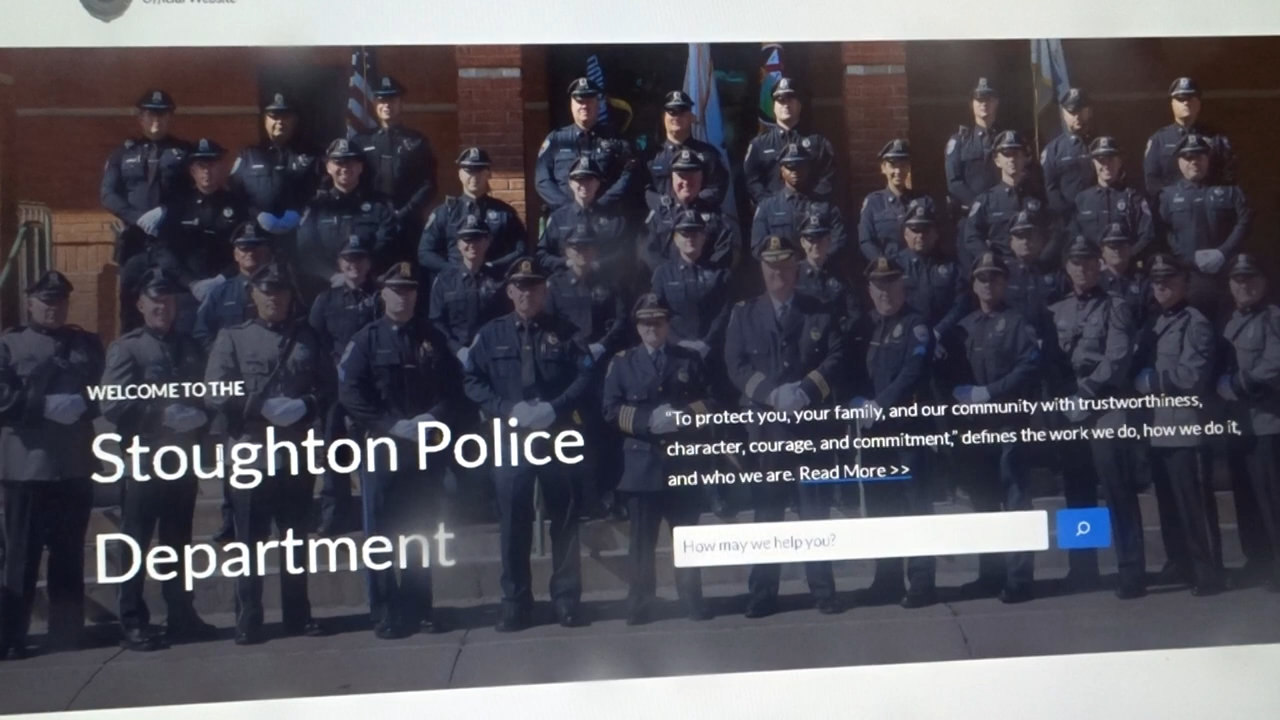 Official Website
WELCOME TO THE
Stoughton Police
Department
"To protect you, your family, and our community with trustworthiness,
character, courage, and commitment," defines the work we do, how we do it,
and who we are. Read More >>
How may we help you?